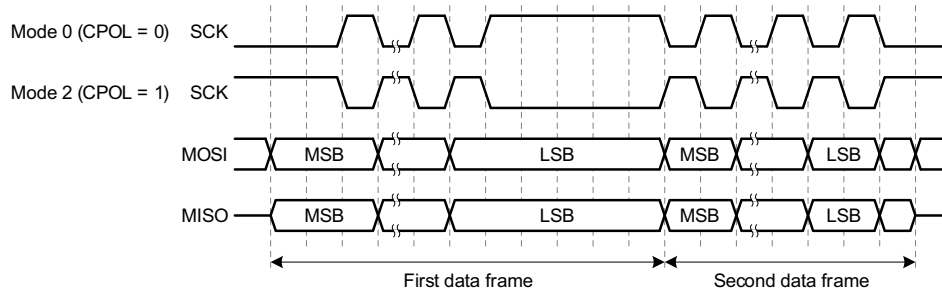 Mode 0 (CPOL = 0) SCK
Mode 2 (CPOL = 1) SCK
MOSI MSB LSB MSB LSB
MISO MSB LSB MSB LSB
First data frame Second data frame